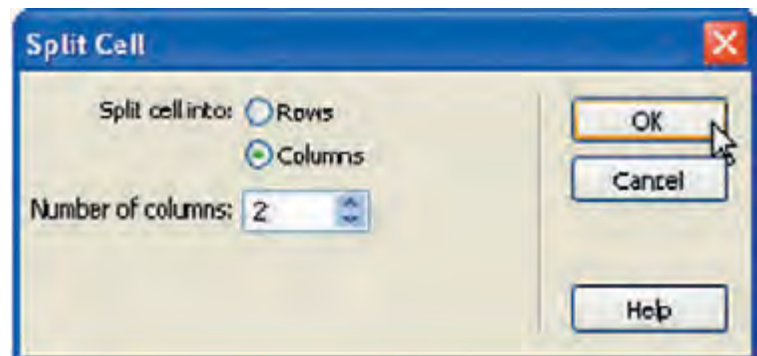 Split Cell
Split cell into: Rows
Columns
Number of columns: 2
OK
Cancel
Help